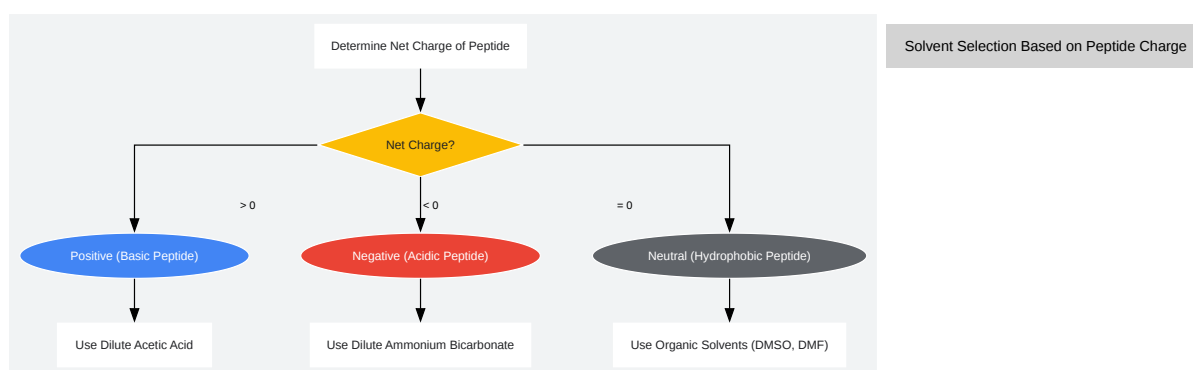 Determine Net Charge of Peptide
Solvent Selection Based on Peptide Charge
Net Charge?
> 0
< 0
= 0
Positive (Basic Peptide)
Negative (Acidic Peptide)
Neutral (Hydrophobic Peptide)
Use Dilute Acetic Acid
Use Dilute Ammonium Bicarbonate
Use Organic Solvents (DMSO, DMF)